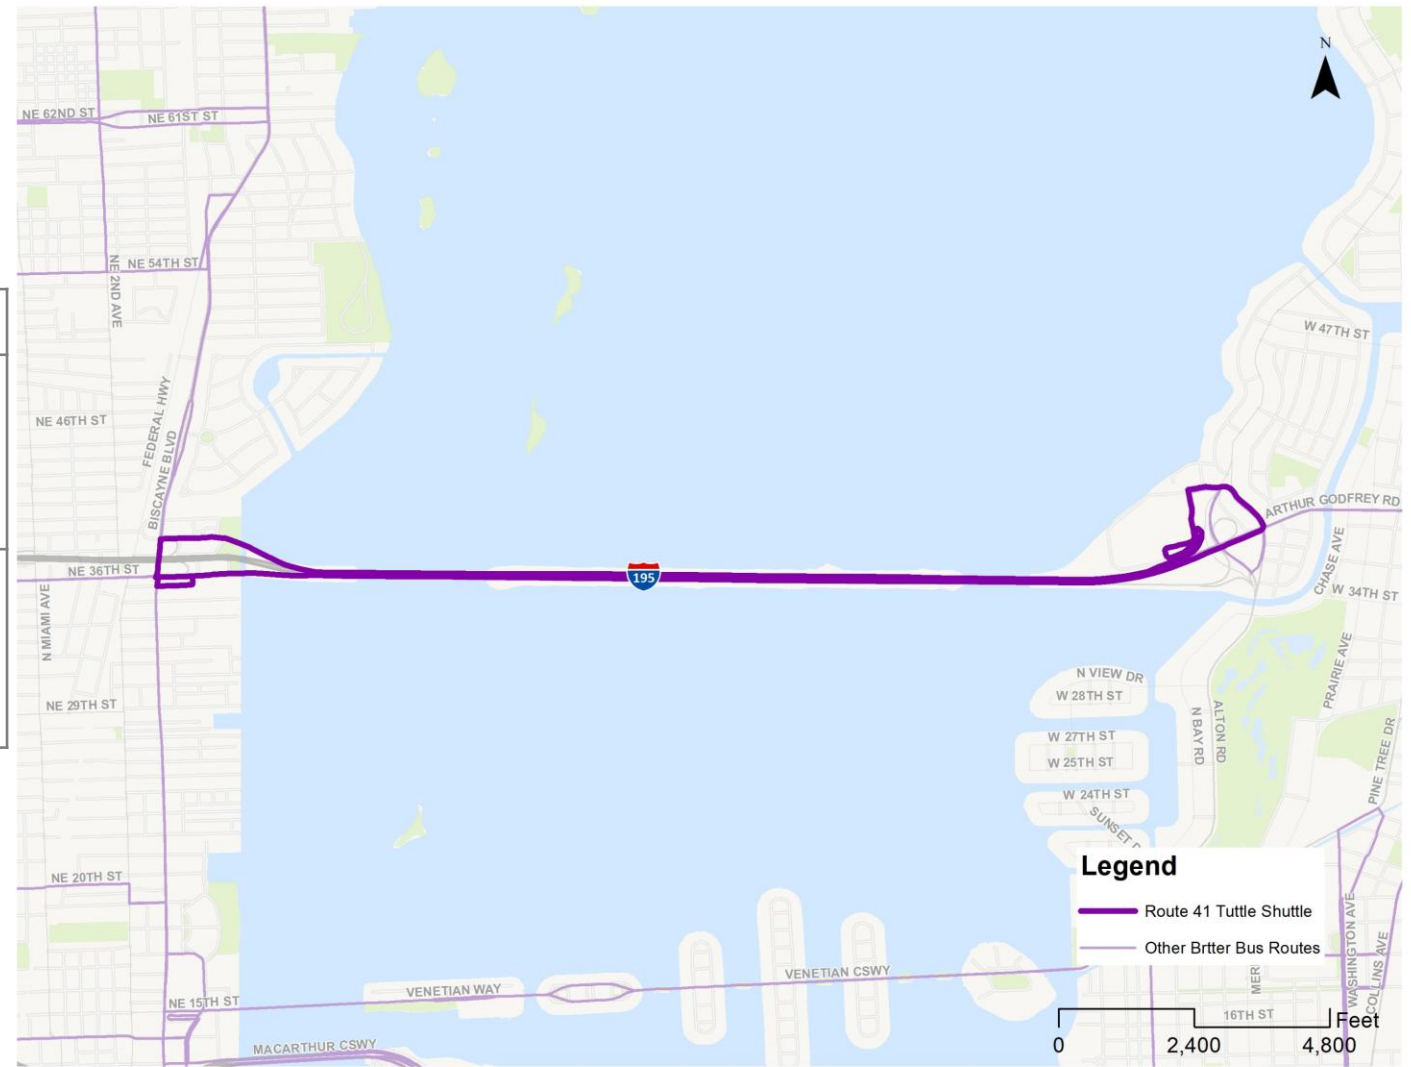 N
NE 62ND ST
NE 61ST ST
NE 54TH ST
NE 2ND AVE
W 47TH ST
FEDERAL HWY
NE 46TH ST
BISCAYNE BLVD
ARTHUR GODFREY RD
CHASE AVE
NE 36TH ST
195
N MIAMI AVE
W 34TH ST
PRAIRIE AVE
N VIEW DR
W 28TH ST
NE 29TH ST
N BAY RD
ALTON RD
W 27TH ST
W 25TH ST
PINE TREE DR
W 24TH ST
SUNSET D
Legend
NE 20TH ST
Route 41 Tuttle Shuttle
Other Brtter Bus Routes
WASHINGTON AVE
COLLINS AVE
VENETIAN CSWY
MERI
VENETIAN WAY
NE 15TH ST
16TH ST
Feet
0 2,400 4,800
MACARTHUR CSWY